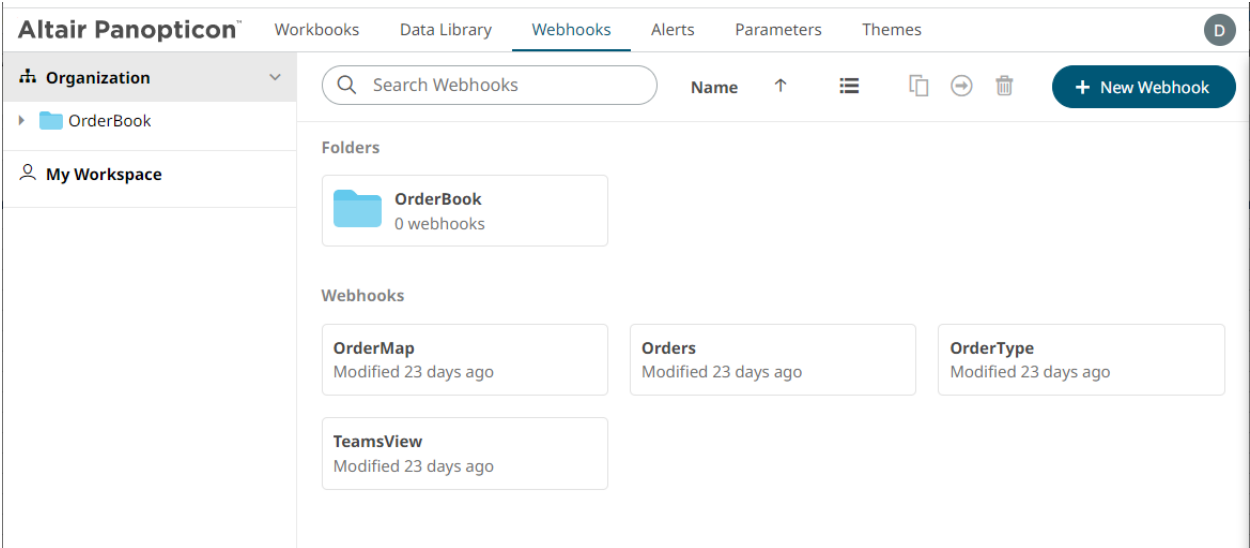 Altair Panopticon™ Workbooks Data Library Webhooks Alerts Parameters Themes D
Organization
OrderBook
My Workspace
Search Webhooks Name + New Webhook
Folders
OrderBook
0 webhooks
Webhooks
OrderMap
Modified 23 days ago
Orders
Modified 23 days ago
OrderType
Modified 23 days ago
TeamsView
Modified 23 days ago